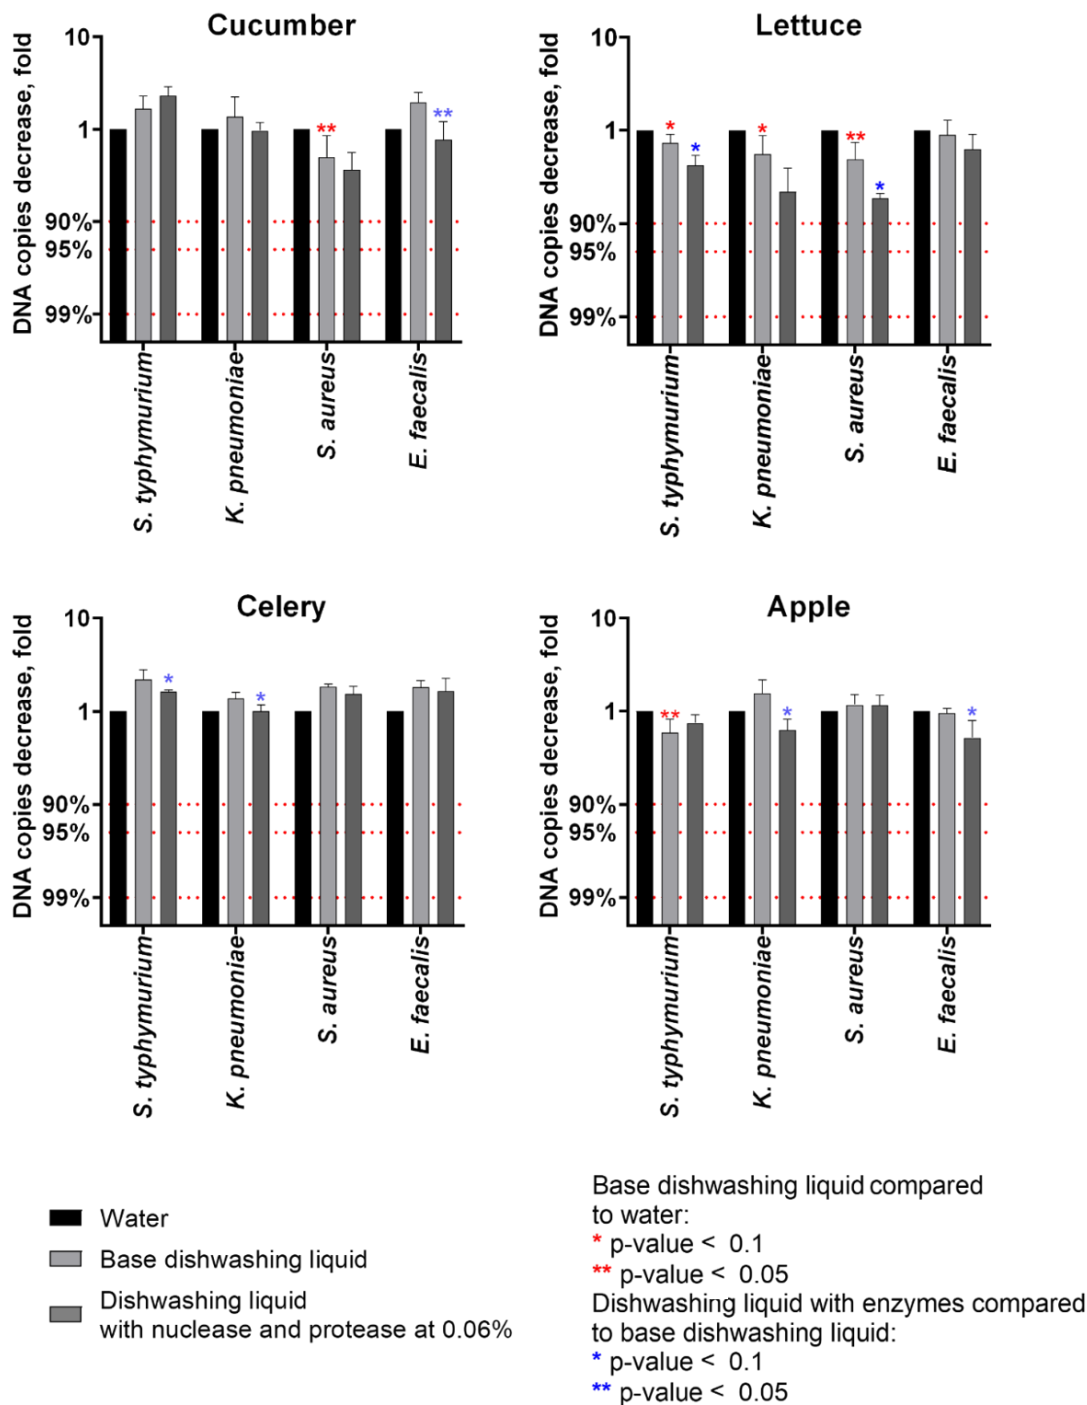 Cucumber
DNA copies decrease, fold
10
1
90%
95%
99%
S. typhymurium
K. pneumoniae
S. aureus
E. faecalis
**
**
Lettuce
DNA copies decrease, fold
10
1
90%
95%
99%
S. typhymurium
K. pneumoniae
S. aureus
E. faecalis
*
*
*
**
*
Celery
DNA copies decrease, fold
10
1
90%
95%
99%
S. typhymurium
K. pneumoniae
S. aureus
E. faecalis
*
*
Apple
DNA copies decrease, fold
10
1
90%
95%
99%
S. typhymurium
K. pneumoniae
S. aureus
E. faecalis
**
*
*
Water
Base dishwashing liquid
Dishwashing liquid
with nuclease and protease at 0.06%
Base dishwashing liquid compared
to water:
* p-value < 0.1
** p-value < 0.05
Dishwashing liquid with enzymes compared
to base dishwashing liquid:
* p-value < 0.1
** p-value < 0.05